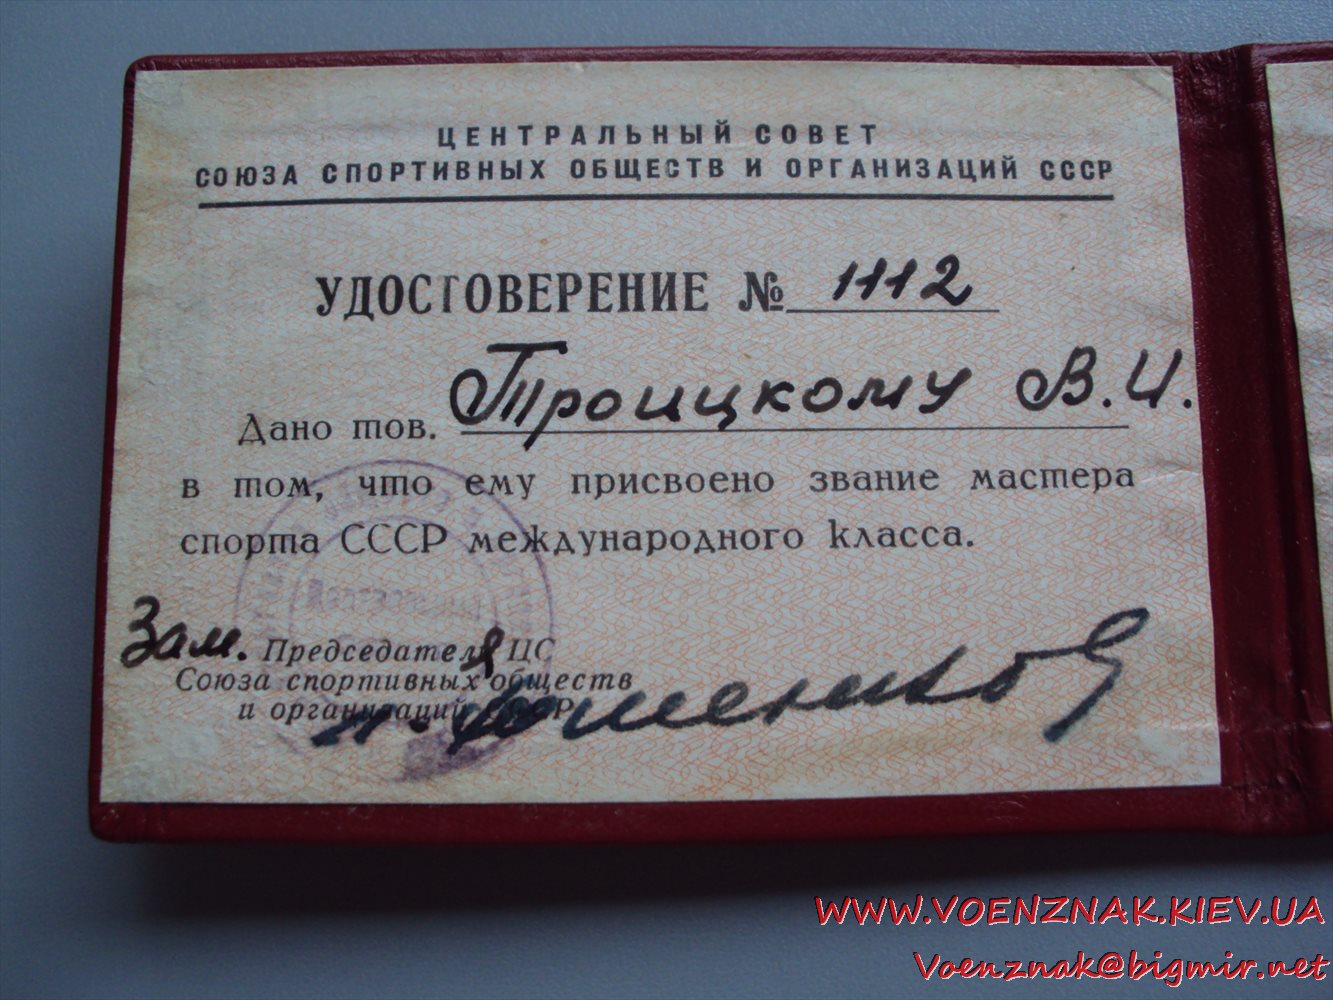 ЦЕНТРАЛЬНЫЙ СОВЕТ
СОЮЗА СПОРТИВНЫХ ОБЩЕСТВ И ОРГАНИЗАЦИЙ СССР
УДОСТОВЕРЕНИЕ № 1112
Дано тов. Троицкому В.И.
в том, что ему присвоено звание мастера
спорта СССР международного класса.
Зам. Председателя ЦС
Союза спортивных обществ
и организаций СССР
WWW.VOENZNAK.KIEV.UA
Voenznak@bigmir.net